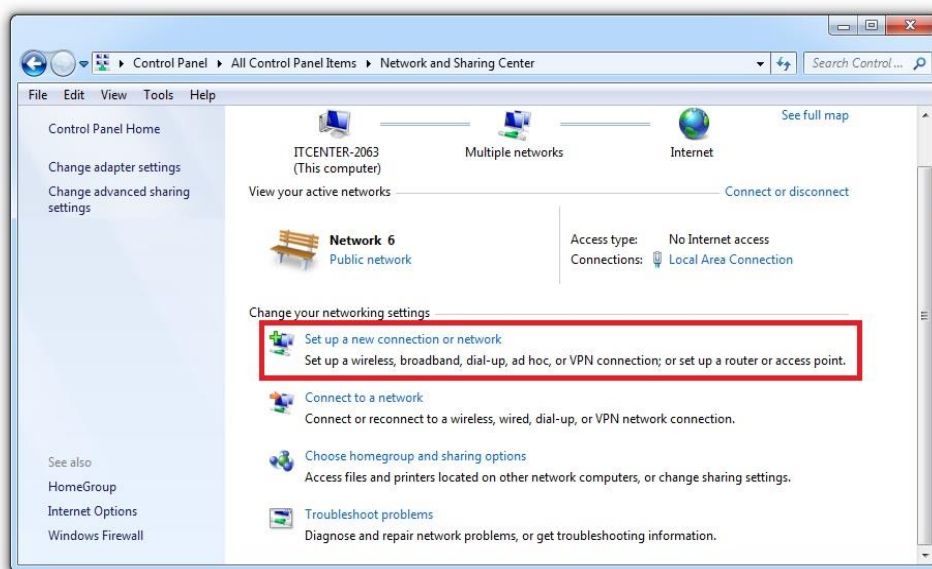 Control Panel ▸ All Control Panel Items ▸ Network and Sharing Center
Search Control ...
File Edit View Tools Help
Control Panel Home
Change adapter settings
Change advanced sharing
settings
See also
HomeGroup
Internet Options
Windows Firewall
See full map
ITCENTER-2063
(This computer)
Multiple networks
Internet
View your active networks
Connect or disconnect
Network 6
Public network
Access type: No Internet access
Connections: Local Area Connection
Change your networking settings
Set up a new connection or network
Set up a wireless, broadband, dial-up, ad hoc, or VPN connection; or set up a router or access point.
Connect to a network
Connect or reconnect to a wireless, wired, dial-up, or VPN network connection.
Choose homegroup and sharing options
Access files and printers located on other network computers, or change sharing settings.
Troubleshoot problems
Diagnose and repair network problems, or get troubleshooting information.